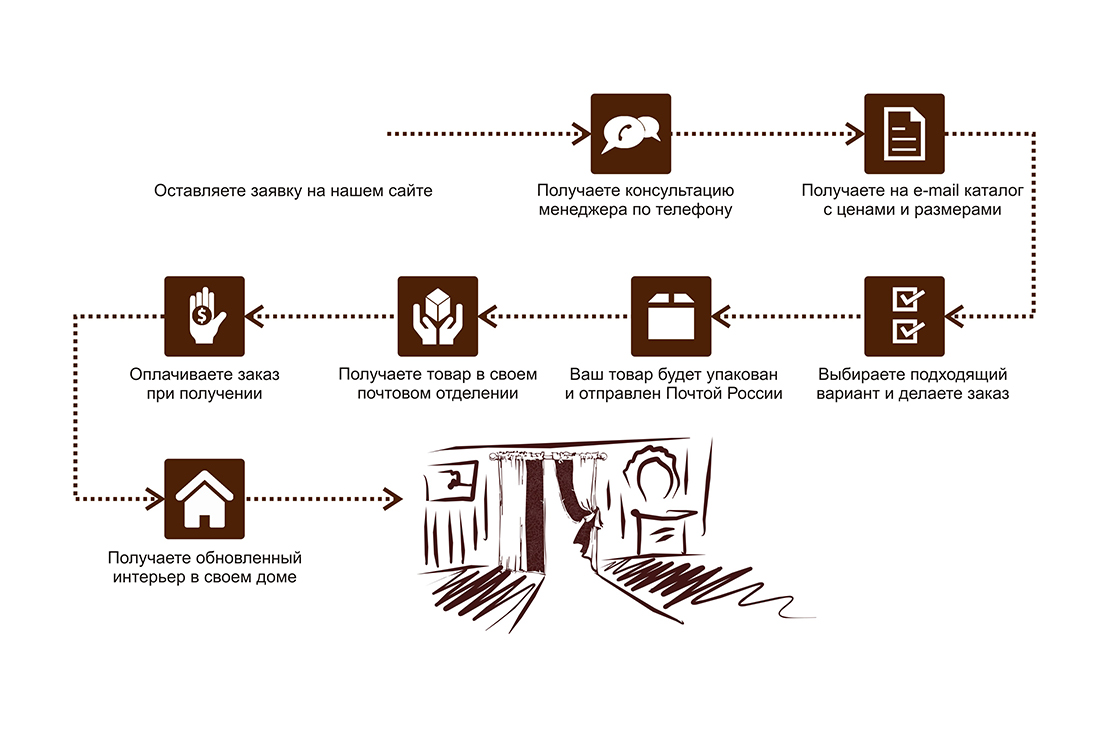 Оставляете заявку на нашем сайте
Получаете консультацию
менеджера по телефону
Получаете на e-mail каталог
с ценами и размерами
Выбираете подходящий
вариант и делаете заказ
Ваш товар будет упакован
и отправлен Почтой России
Получаете товар в своем
почтовом отделении
$
Оплачиваете заказ
при получении
Получаете обновленный
интерьер в своем доме